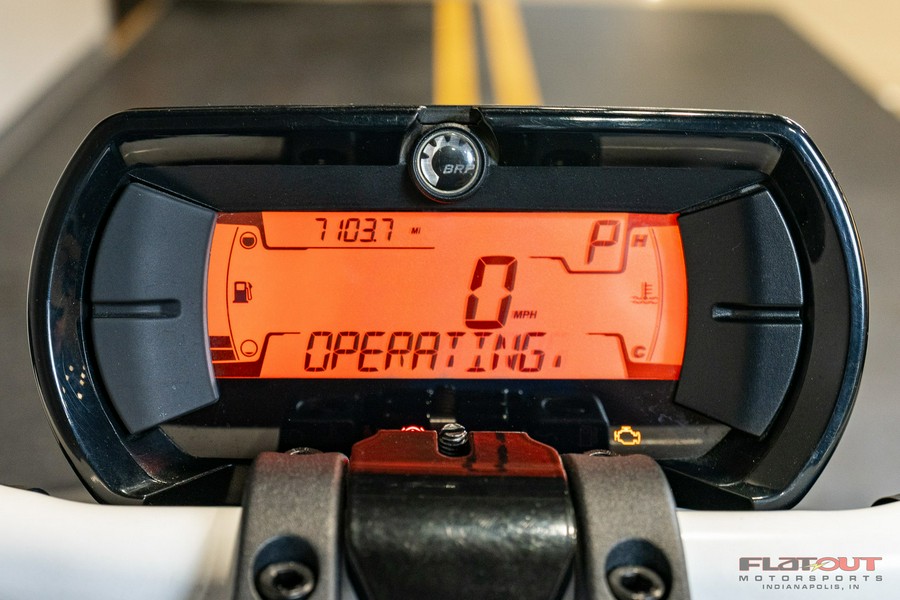 BRP
7103.7 MI
P H
0 MPH
OPERATING.
C
FLATOUT
MOTORSPORTS
INDIANAPOLIS, IN